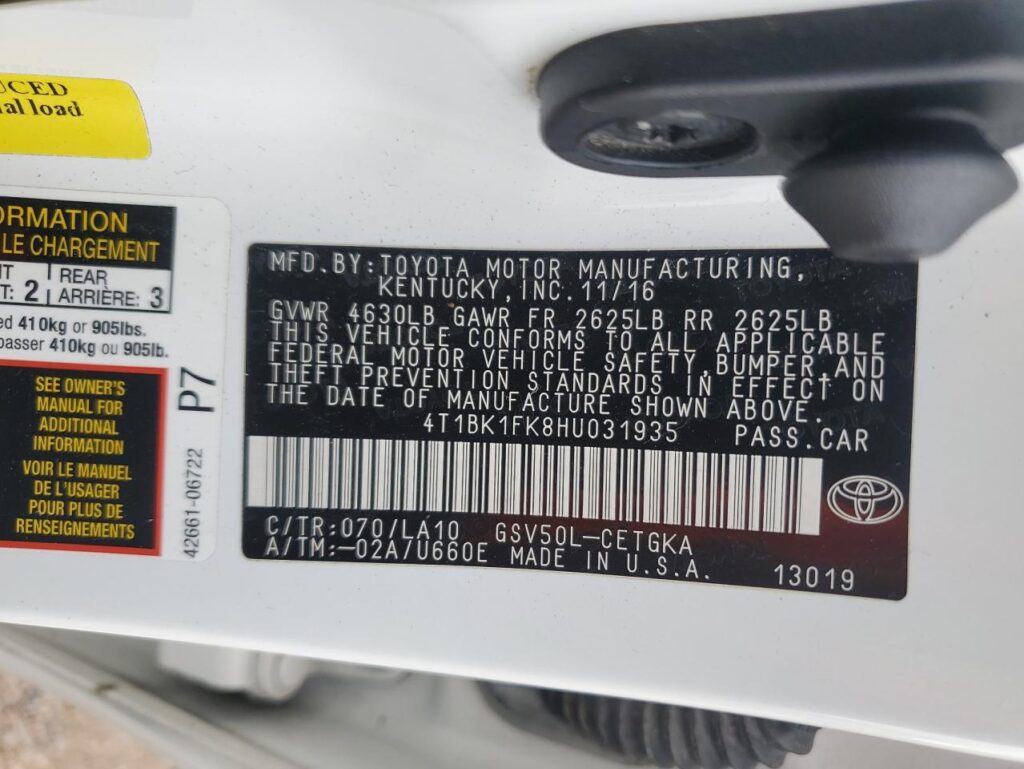 UCED
nal load
ORMATION
LE CHARGEMENT
NT : 2 REAR
T: 2 ARRIÈRE: 3
ed 410kg or 905lbs.
passer 410kg ou 905lb.
SEE OWNER'S
MANUAL FOR
ADDITIONAL
INFORMATION
VOIR LE MANUEL
DE L'USAGER
POUR PLUS DE
RENSEIGNEMENTS
P7
42661-06722
MFD.BY:TOYOTA MOTOR MANUFACTURING,
KENTUCKY,INC.11/16
GVWR 4630LB GAWR FR 2625LB RR 2625LB
THIS VEHICLE CONFORMS TO ALL APPLICABLE
FEDERAL MOTOR VEHICLE SAFETY,BUMPER,AND
THEFT PREVENTION STANDARDS IN EFFECT ON
THE DATE OF MANUFACTURE SHOWN ABOVE.
4T1BK1FK8HU031935 PASS.CAR
C/TR:070/LA10 GSV50L-CETGKA
A/TM:-02A/U660E MADE IN U.S.A.
13019